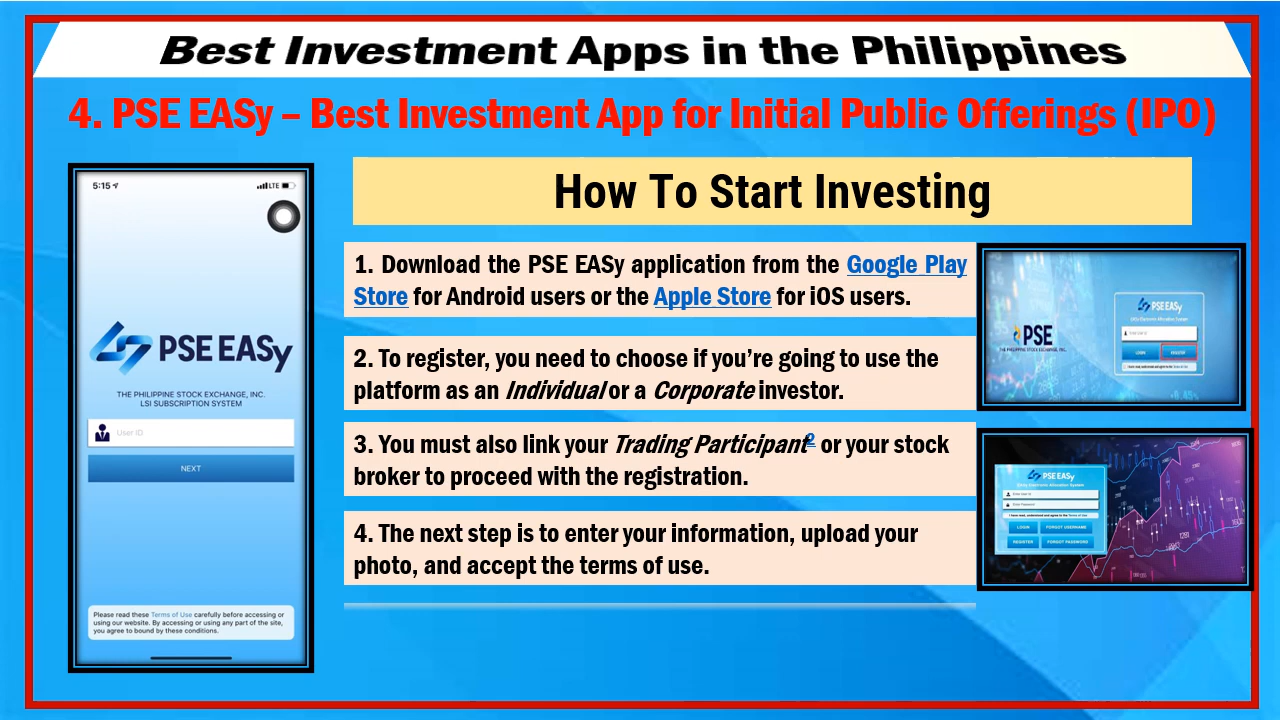 Best Investment Apps in the Philippines
4. PSE EASy – Best Investment App for Initial Public Offerings (IPO)
5:15
LTE
PSE EASy
THE PHILIPPINE STOCK EXCHANGE, INC.
LSI SUBSCRIPTION SYSTEM
User ID
NEXT
Please read these Terms of Use carefully before accessing or
using our website. By accessing or using any part of the site,
you agree to bound by these conditions.
How To Start Investing
1. Download the PSE EASy application from the Google Play
Store for Android users or the Apple Store for iOS users.
2. To register, you need to choose if you’re going to use the
platform as an Individual or a Corporate investor.
3. You must also link your Trading Participant2 or your stock
broker to proceed with the registration.
4. The next step is to enter your information, upload your
photo, and accept the terms of use.
PSE
THE PHILIPPINE STOCK EXCHANGE, INC.
PSE EASy
LOGIN
REGISTER
PSE EASy
LOGIN
FORGOT USERNAME
REGISTER
FORGOT PASSWORD